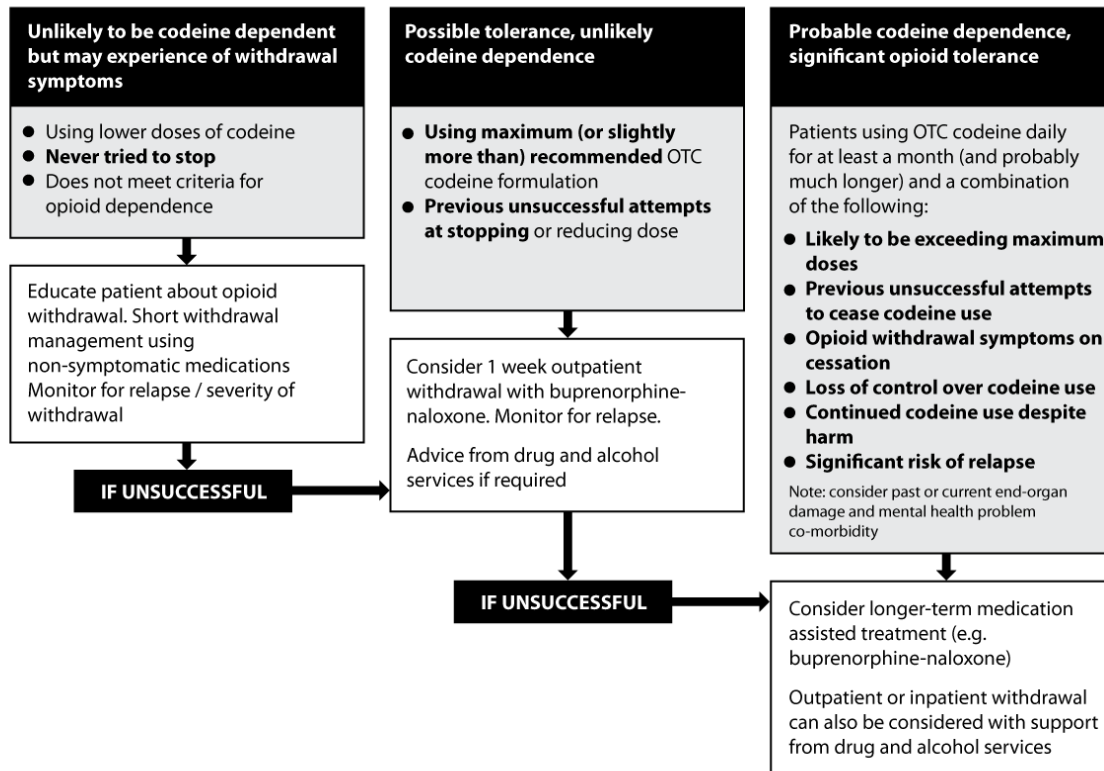 Unlikely to be codeine dependent
but may experience of withdrawal
symptoms
● Using lower doses of codeine
● Never tried to stop
● Does not meet criteria for
opioid dependence
Educate patient about opioid
withdrawal. Short withdrawal
management using
non-symptomatic medications
Monitor for relapse / severity of
withdrawal
IF UNSUCCESSFUL
Possible tolerance, unlikely
codeine dependence
● Using maximum (or slightly
more than) recommended OTC
codeine formulation
● Previous unsuccessful attempts
at stopping or reducing dose
Consider 1 week outpatient
withdrawal with buprenorphine-
naloxone. Monitor for relapse.
Advice from drug and alcohol
services if required
IF UNSUCCESSFUL
Probable codeine dependence,
significant opioid tolerance
Patients using OTC codeine daily
for at least a month (and probably
much longer) and a combination
of the following:
● Likely to be exceeding maximum
doses
● Previous unsuccessful attempts
to cease codeine use
● Opioid withdrawal symptoms on
cessation
● Loss of control over codeine use
● Continued codeine use despite
harm
● Significant risk of relapse
Note: consider past or current end-organ
damage and mental health problem
co-morbidity
Consider longer-term medication
assisted treatment (e.g.
buprenorphine-naloxone)
Outpatient or inpatient withdrawal
can also be considered with support
from drug and alcohol services